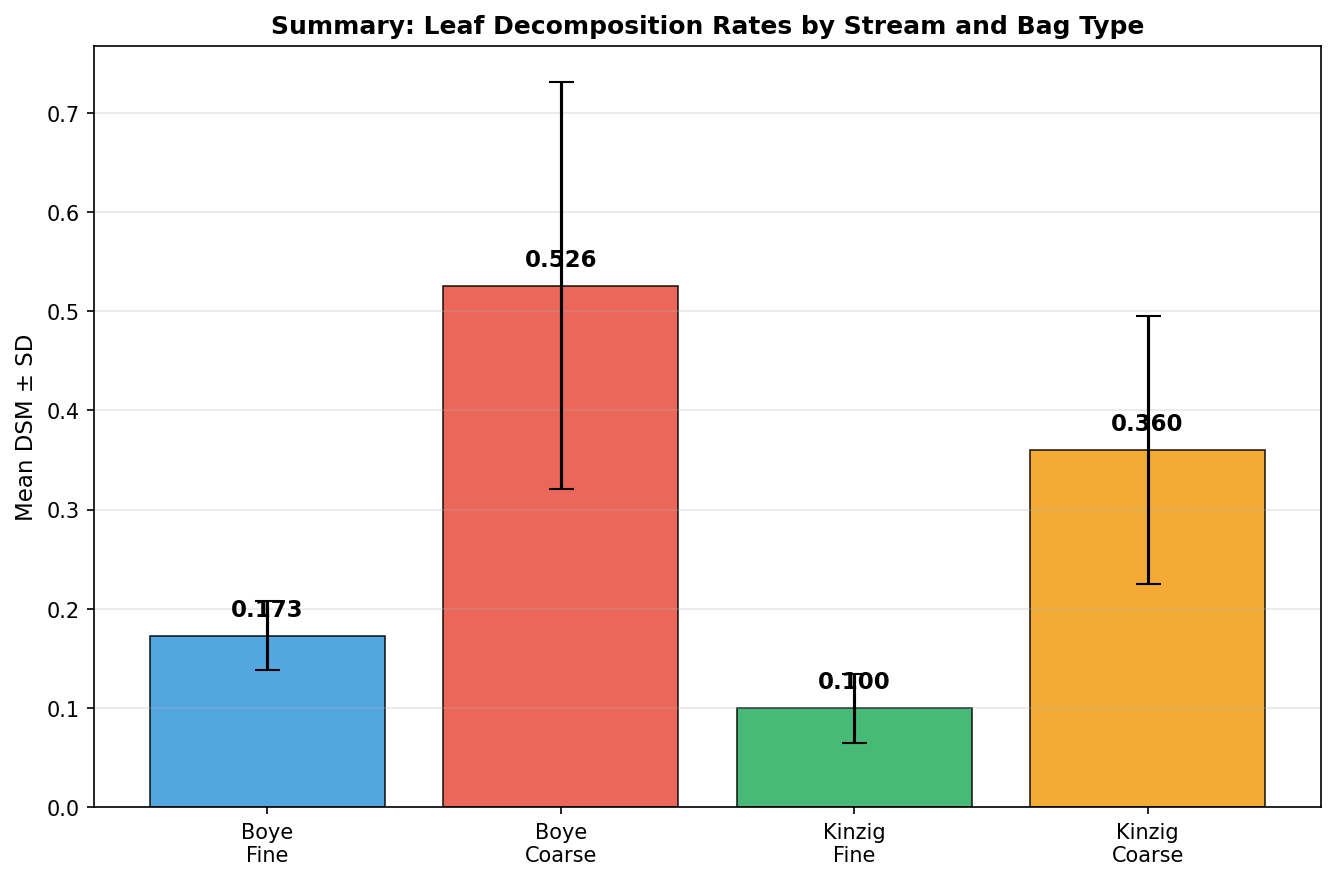 Summary: Leaf Decomposition Rates by Stream and Bag Type
Mean DSM ± SD
0.7
0.6
0.5
0.4
0.3
0.2
0.1
0.0
0.173
0.526
0.100
0.360
Boye
Fine
Boye
Coarse
Kinzig
Fine
Kinzig
Coarse